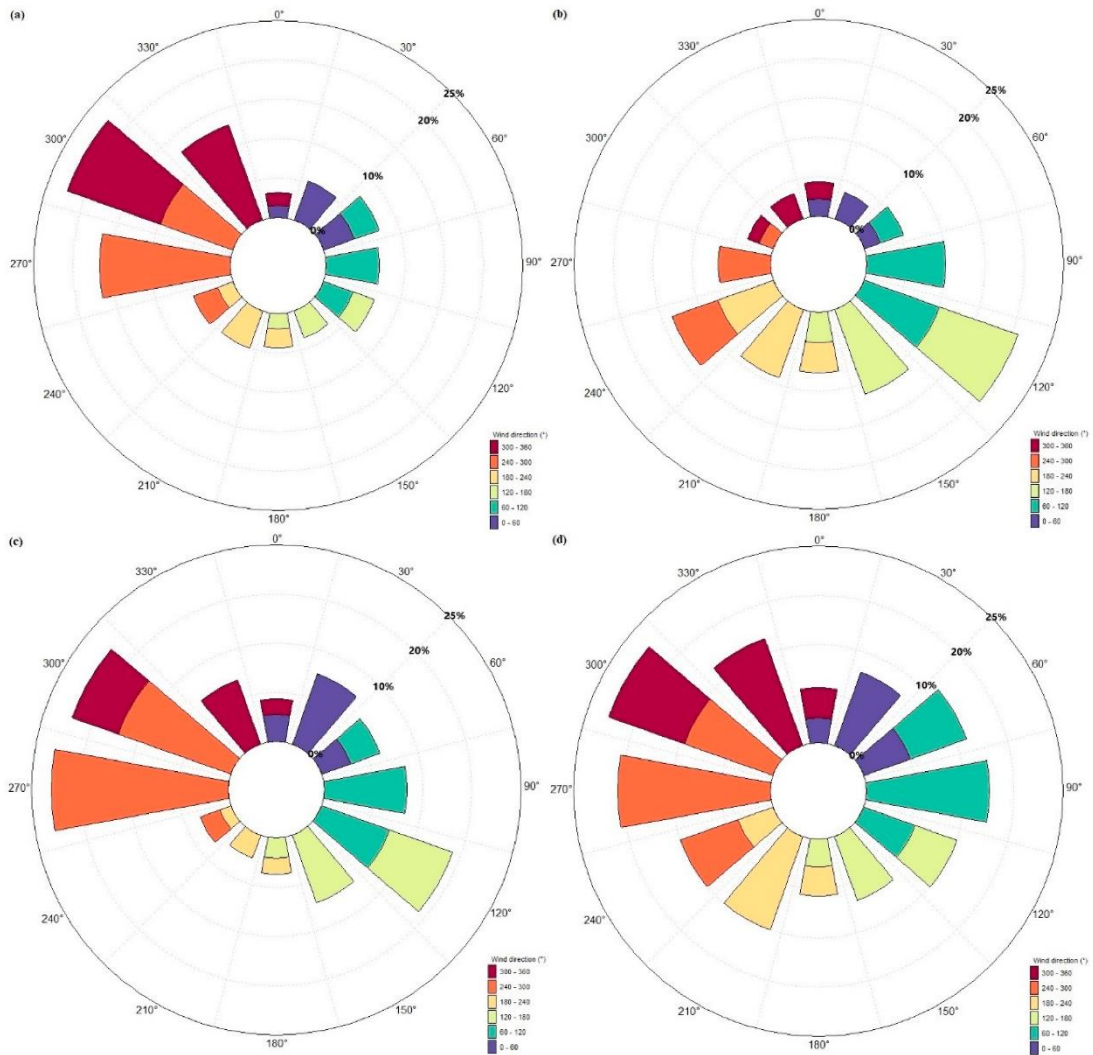 (a)
0°
30°
60°
90°
120°
150°
180°
210°
240°
270°
300°
330°
0%
10%
20%
25%
Wind direction (°)
300 - 360
240 - 300
180 - 240
120 - 180
60 - 120
0 - 60
(b)
0°
30°
60°
90°
120°
150°
180°
210°
240°
270°
300°
330°
0%
10%
20%
25%
Wind direction (°)
300 - 360
240 - 300
180 - 240
120 - 180
60 - 120
0 - 60
(c)
0°
30°
60°
90°
120°
150°
180°
210°
240°
270°
300°
330°
0%
10%
20%
25%
Wind direction (°)
300 - 360
240 - 300
180 - 240
120 - 180
60 - 120
0 - 60
(d)
0°
30°
60°
90°
120°
150°
180°
210°
240°
270°
300°
330°
0%
10%
20%
25%
Wind direction (°)
300 - 360
240 - 300
180 - 240
120 - 180
60 - 120
0 - 60